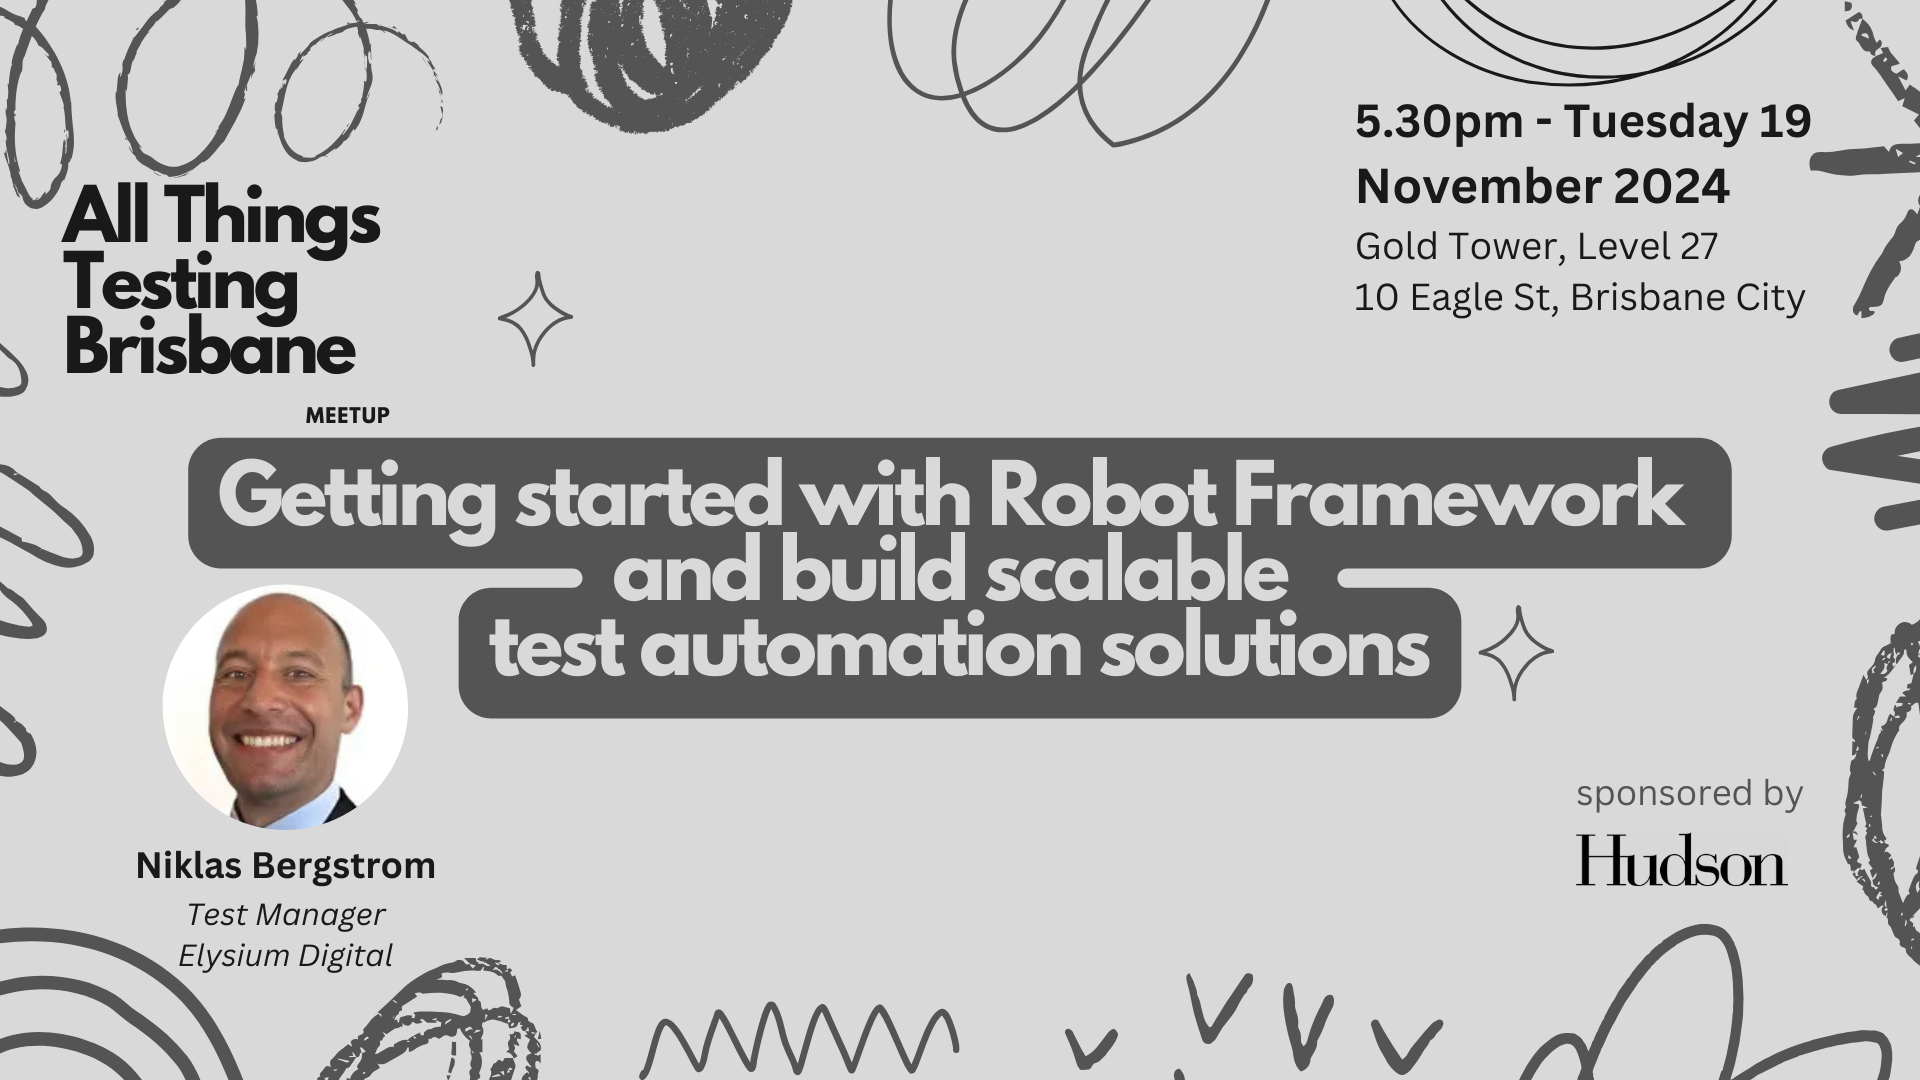 All Things
Testing
Brisbane
MEETUP
5.30pm - Tuesday 19
November 2024
Gold Tower, Level 27
10 Eagle St, Brisbane City
Getting started with Robot Framework
and build scalable
test automation solutions
Niklas Bergstrom
Test Manager
Elysium Digital
sponsored by
Hudson